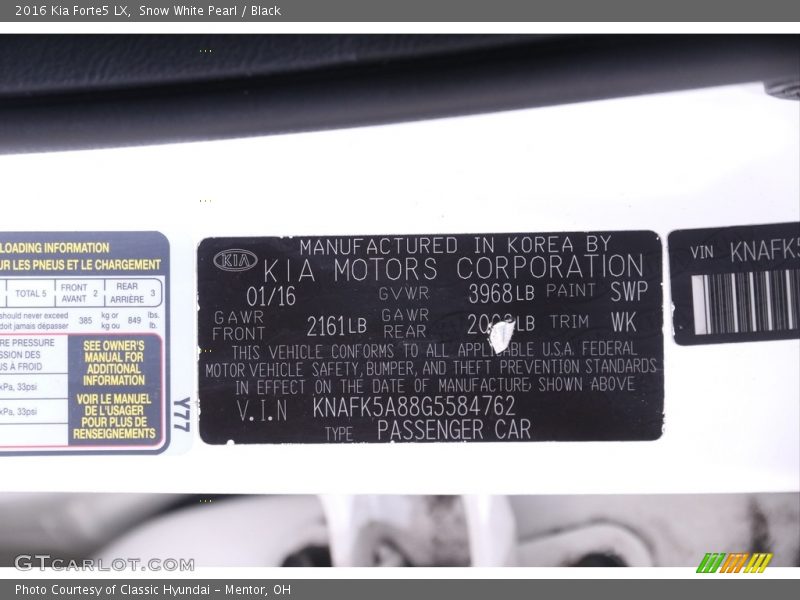 2016 Kia Forte5 LX, Snow White Pearl / Black
LOADING INFORMATION
UR LES PNEUS ET LE CHARGEMENT
TOTAL 5 FRONT AVANT 2 REAR ARRIÈRE 3
should never exceed 385 kg or 849 lbs.
doit jamais dépasser kg ou lb.
RE PRESSURE
SSION DES
US À FROID
kPa, 33psi
kPa, 33psi
SEE OWNER'S
MANUAL FOR
ADDITIONAL
INFORMATION
VOIR LE MANUEL
DE L'USAGER
POUR PLUS DE
RENSEIGNEMENTS
Y77
KIA
MANUFACTURED IN KOREA BY
KIA MOTORS CORPORATION
01/16 GVWR 3968LB PAINT SWP
GAWR FRONT 2161LB GAWR REAR LB TRIM WK
THIS VEHICLE CONFORMS TO ALL APPLICABLE U.S.A. FEDERAL
MOTOR VEHICLE SAFETY, BUMPER, AND THEFT PREVENTION STANDARDS
IN EFFECT ON THE DATE OF MANUFACTURE SHOWN ABOVE
V.I.N KNAFK5A88G5584762
TYPE PASSENGER CAR
VIN KNAFK5
GTCARLOT.COM
Photo Courtesy of Classic Hyundai - Mentor, OH